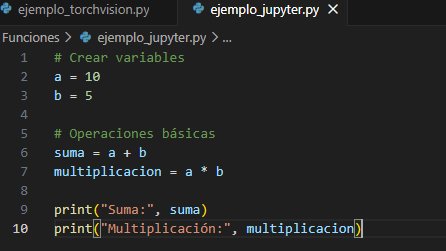 ejemplo_torchvision.py ejemplo_jupyter.py ×
Funciones > ejemplo_jupyter.py > ...
1 # Crear variables
2 a = 10
3 b = 5
4
5 # Operaciones básicas
6 suma = a + b
7 multiplicacion = a * b
8
9 print("Suma:", suma)
10 print("Multiplicación:", multiplicacion)